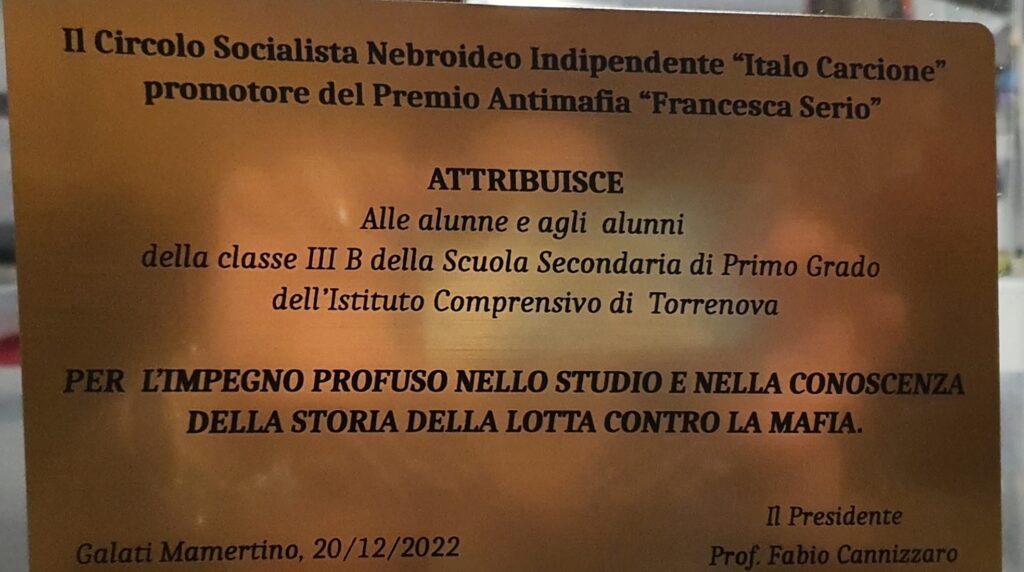 Il Circolo Socialista Nebroideo Indipendente “Italo Carcione”
promotore del Premio Antimafia “Francesca Serio”
ATTRIBUISCE
Alle alunne e agli alunni
della classe III B della Scuola Secondaria di Primo Grado
dell’Istituto Comprensivo di Torrenova
PER L’IMPEGNO PROFUSO NELLO STUDIO E NELLA CONOSCENZA
DELLA STORIA DELLA LOTTA CONTRO LA MAFIA.
Il Presidente
Galati Mamertino, 20/12/2022 Prof. Fabio Cannizzaro